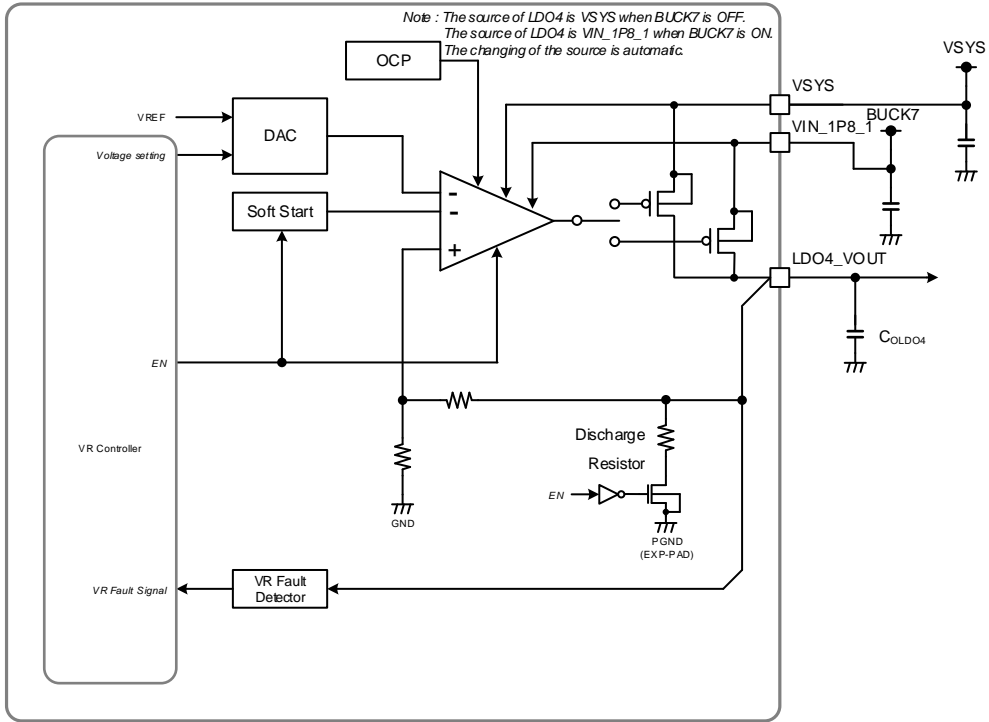 Note : The source of LDO4 is VSYS when BUCK7 is OFF.
The source of LDO4 is VIN_1P8_1 when BUCK7 is ON.
The changing of the source is automatic.
OCP
VSYS
VSYS
VREF
DAC
BUCK7
VIN_1P8_1
Voltage setting
-
-
+
Soft Start
LDO4_VOUT
COLDO4
EN
VR Controller
Discharge
Resistor
EN
GND
PGND
(EXP-PAD)
VR Fault Signal
VR Fault
Detector